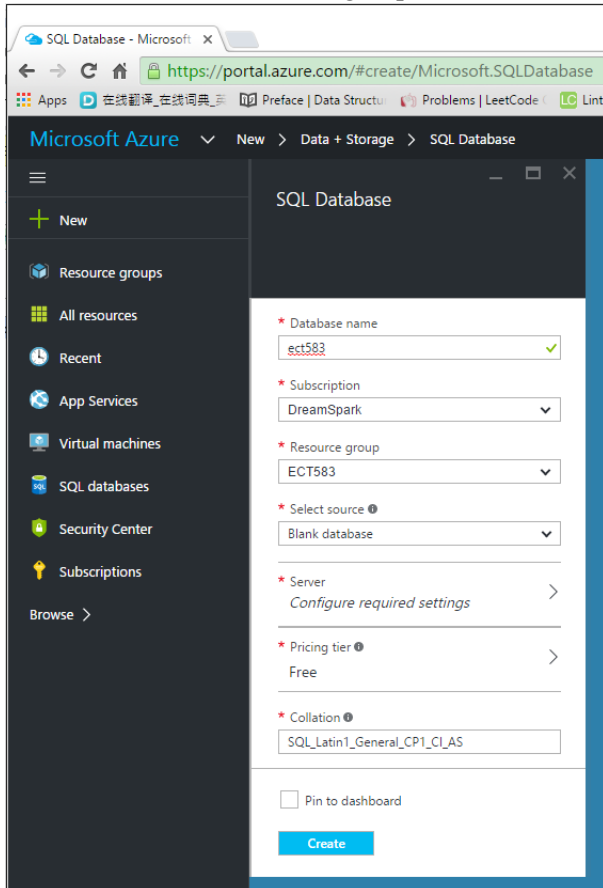 SQL Database - Microsoft
https://portal.azure.com/#create/Microsoft.SQLDatabase
Apps 在线翻译_在线词典_英 Preface | Data Structu Problems | LeetCode Lint
Microsoft Azure New > Data + Storage > SQL Database
SQL Database
New
Resource groups
All resources
Recent
App Services
Virtual machines
SQL databases
Security Center
Subscriptions
Browse >
* Database name
ect583
* Subscription
DreamSpark
* Resource group
ECT583
* Select source
Blank database
* Server
Configure required settings
* Pricing tier
Free
* Collation
SQL_Latin1_General_CP1_CI_AS
Pin to dashboard
Create